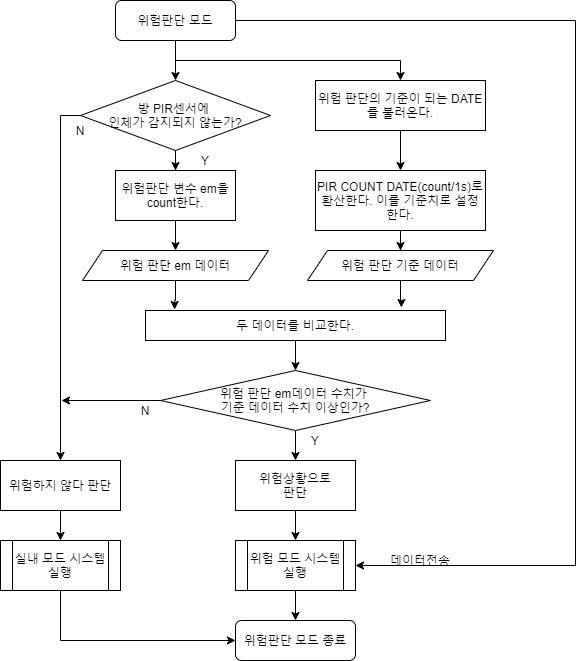 위험판단 모드
방 PIR센서에
인체가 감지되지 않는가?
N
Y
위험 판단의 기준이 되는 DATE
를 불러온다.
위험판단 변수 em을
count한다.
PIR COUNT DATE(count/1s)로
환산한다. 이를 기준치로 설정
한다.
위험 판단 em 데이터
위험 판단 기준 데이터
두 데이터를 비교한다.
위험 판단 em데이터 수치가
기준 데이터 수치 이상인가?
N
Y
위험하지 않다 판단
위험상황으로
판단
실내 모드 시스템
실행
위험 모드 시스템
실행
데이터전송
위험판단 모드 종료